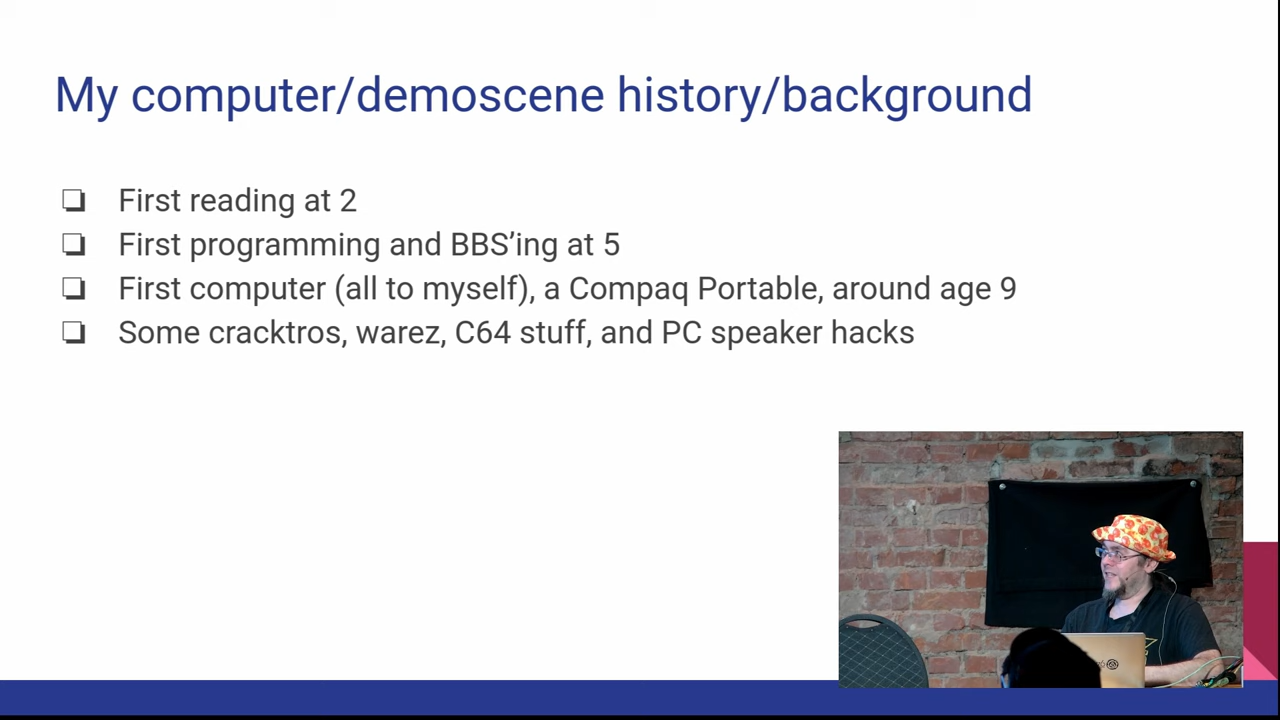 My computer/demoscene history/background
First reading at 2
First programming and BBS’ing at 5
First computer (all to myself), a Compaq Portable, around age 9
Some cracktros, warez, C64 stuff, and PC speaker hacks